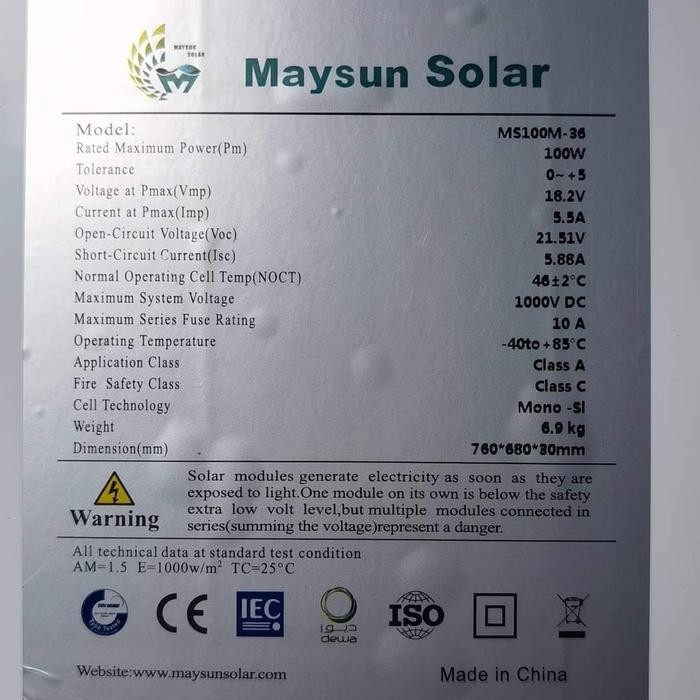 MAYSUN
SOLAR
Maysun Solar
Model: MS100M-36
Rated Maximum Power(Pm) 100W
Tolerance 0~+5
Voltage at Pmax(Vmp) 18.2V
Current at Pmax(Imp) 5.5A
Open-Circuit Voltage(Voc) 21.51V
Short-Circuit Current(Isc) 5.88A
Normal Operating Cell Temp(NOCT) 46±2°C
Maximum System Voltage 1000V DC
Maximum Series Fuse Rating 10 A
Operating Temperature -40to+85°C
Application Class Class A
Fire Safety Class Class C
Cell Technology Mono -Sl
Weight 6.9 kg
Dimension(mm) 760*680*30mm
Solar modules generate electricity as soon as they are
exposed to light.One module on its own is below the safety
extra low volt level,but multiple modules connected in
series(summing the voltage)represent a danger.
Warning
All technical data at standard test condition
AM=1.5 E=1000w/m² TC=25°C
Type Tested
CE
IEC
ديوا
dewa
ISO
Website:www.maysunsolar.com
Made in China